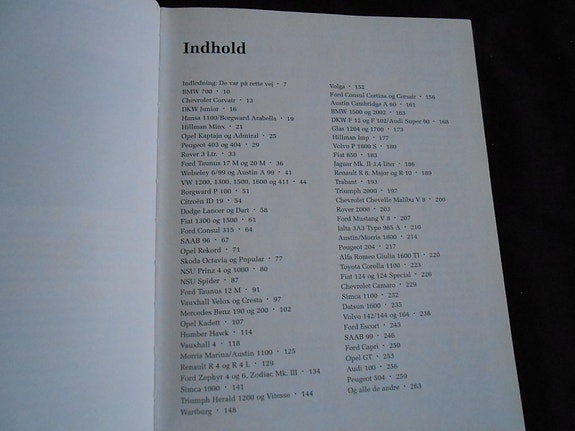 Indhold
Indledning: De var på rette vej • 7
BMW 700 • 10
Chevrolet Corvair • 13
DKW Junior • 16
Hansa 1100/Borgward Arabella • 19
Hillman Minx • 21
Opel Kaptajn og Admiral • 25
Peugeot 403 og 404 • 29
Rover 3 Ltr. • 33
Ford Taunus 17 M og 20 M • 36
Wolseley 6/99 og Austin A 99 • 41
VW 1200, 1300, 1500, 1600 og 411 • 44
Borgward P 100 • 51
Citroën ID 19 • 54
Dodge Lancer og Dart • 58
Fiat 1300 og 1500 • 61
Ford Consul 315 • 64
SAAB 96 • 67
Opel Rekord • 71
Skoda Octavia og Popular • 77
NSU Prinz 4 og 1000 • 80
NSU Spider • 87
Ford Taunus 12 M • 91
Vauxhall Velox og Cresta • 97
Mercedes Benz 190 og 200 • 102
Opel Kadett • 107
Humber Hawk • 114
Vauxhall 4 • 118
Morris Marina/Austin 1100 • 125
Renault R 4 og R 4 L • 129
Ford Zephyr 4 og 6, Zodiac Mk. III • 134
Simca 1000 • 141
Triumph Herald 1200 og Vitesse • 144
Wartburg • 148
Volga • 152
Ford Consul Cortina og Corsair • 156
Austin Cambridge A 60 • 161
BMW 1500 og 2002 • 163
DKW F 12 og F 102/Audi Super 90 • 168
Glas 1204 og 1700 • 173
Hillman Imp • 177
Volvo P 1800 S • 180
Fiat 850 • 183
Jaguar Mk. II 3.4 liter • 186
Renault R 8, Major og R 10 • 189
Trabant • 193
Triumph 2000 • 197
Chevrolet Chevelle Malibu V 8 • 200
Rover 2000 • 203
Ford Mustang V 8 • 207
Jalta 3A3 Type 965 A • 210
Austin/Morris 1800 • 214
Peugeot 204 • 217
Alfa Romeo Giulia 1600 TI • 220
Toyota Corolla 1100 • 223
Fiat 124 og 124 Special • 226
Chevrolet Camaro • 229
Simca 1100 • 232
Datsun 1600 • 235
Volvo 142/144 og 164 • 238
Ford Escort • 243
SAAB 99 • 246
Ford Capri • 250
Opel GT • 253
Audi 100 • 256
Peugeot 504 • 259
Og alle de andre • 263